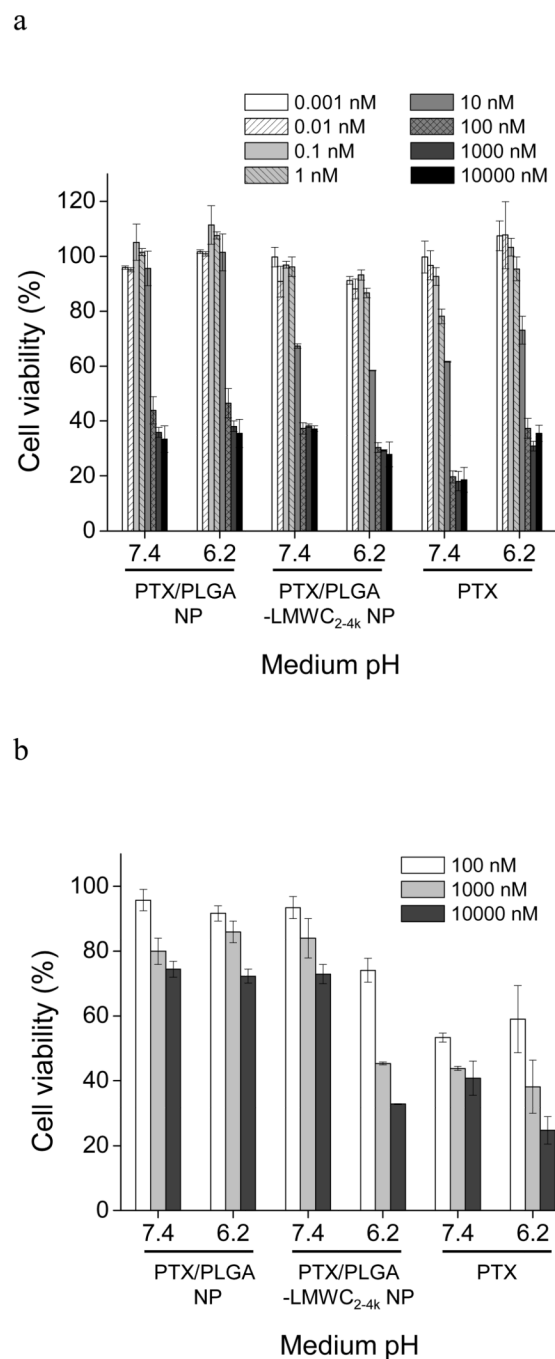 a
0.001 nM
0.01 nM
0.1 nM
1 nM
10 nM
100 nM
1000 nM
10000 nM
120
100
80
60
40
20
0
Cell viability (%)
7.4 6.2 7.4 6.2 7.4 6.2
PTX/PLGA NP
PTX/PLGA -LMWC2-4k NP
PTX
Medium pH
b
100 nM
1000 nM
10000 nM
100
80
60
40
20
0
Cell viability (%)
7.4 6.2 7.4 6.2 7.4 6.2
PTX/PLGA NP
PTX/PLGA -LMWC2-4k NP
PTX
Medium pH